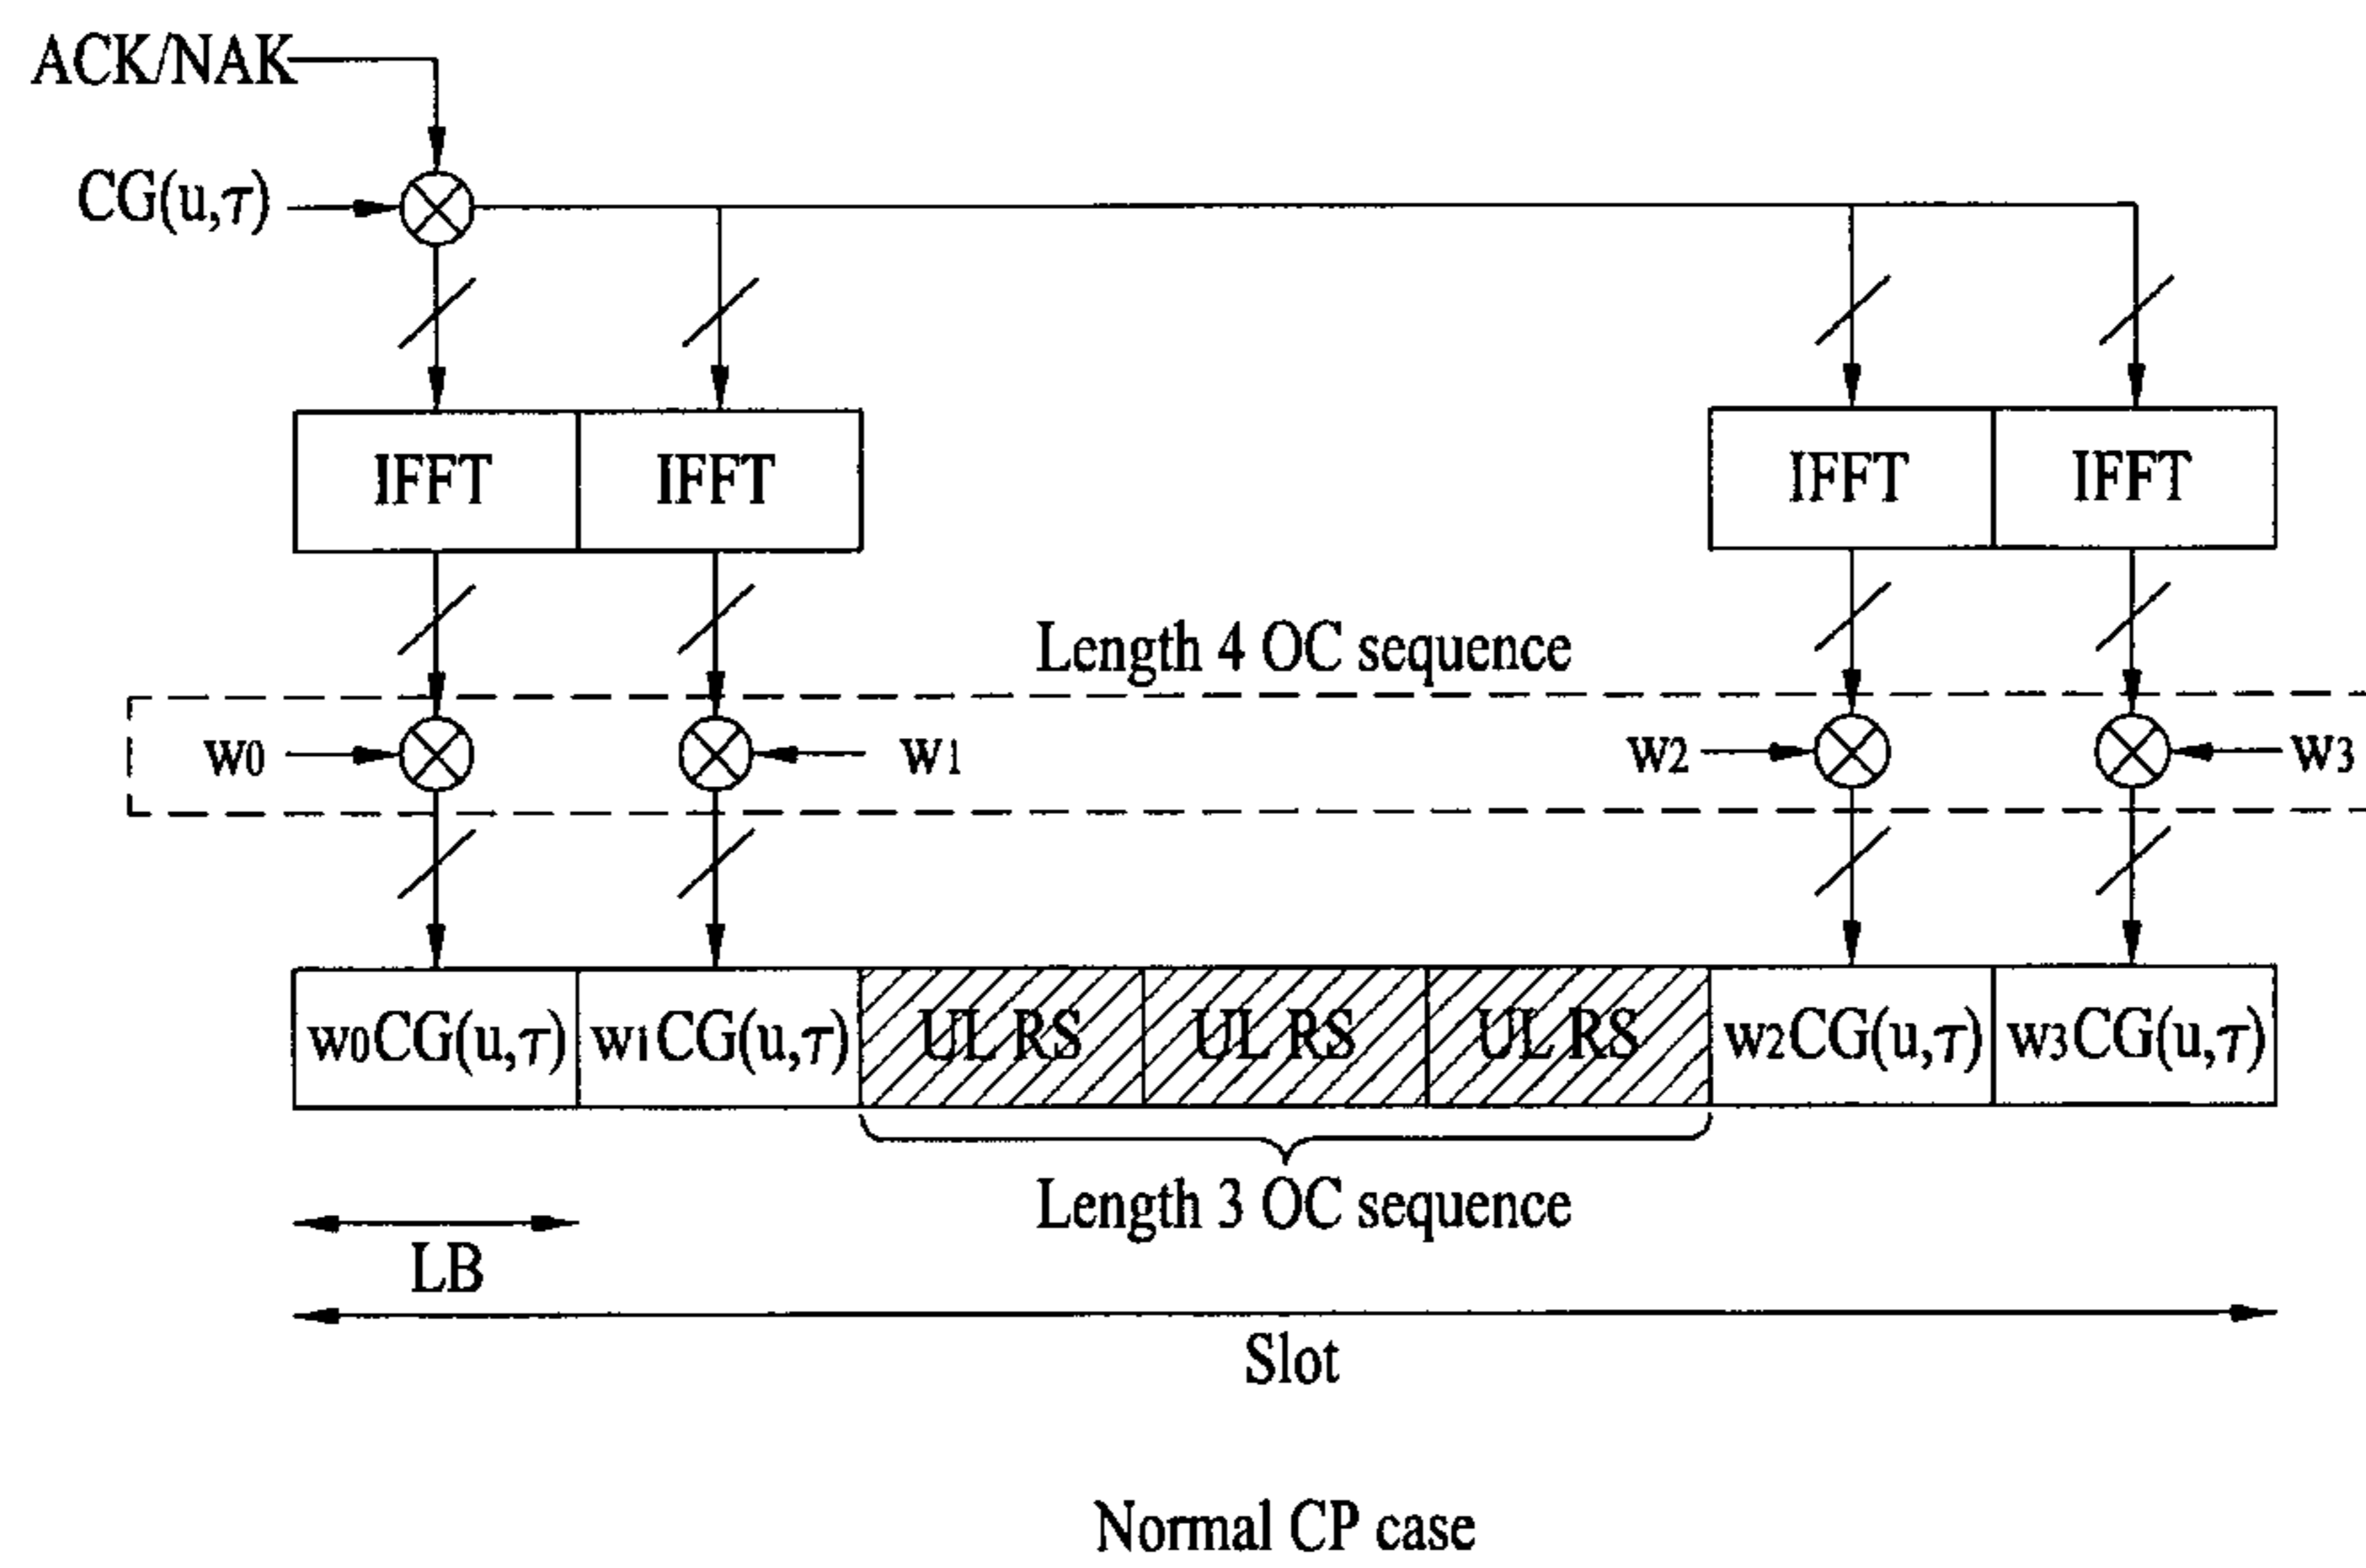 ACK/NAK
CG(u,τ)
IFFT IFFT IFFT IFFT
Length 4 OC sequence
w0 w1 w2 w3
w0CG(u,τ) w1CG(u,τ) UL RS UL RS UL RS w2CG(u,τ) w3CG(u,τ)
Length 3 OC sequence
LB
Slot
Normal CP case